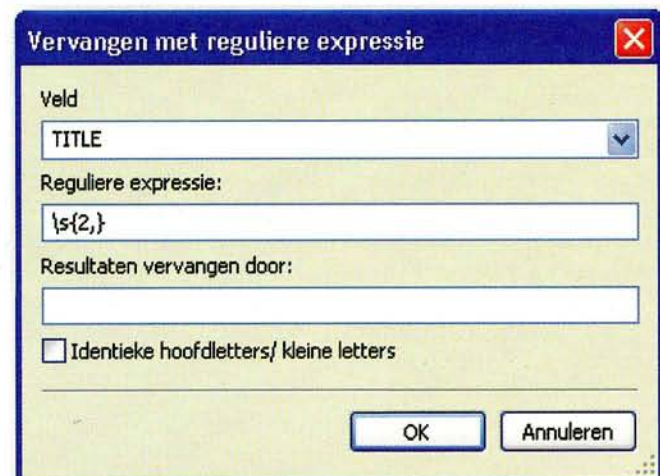 Vervangen met reguliere expressie
Veld
TITLE
Reguliere expressie:
\s{2,}
Resultaten vervangen door:
Identieke hoofdletters/ kleine letters
OK
Annuleren